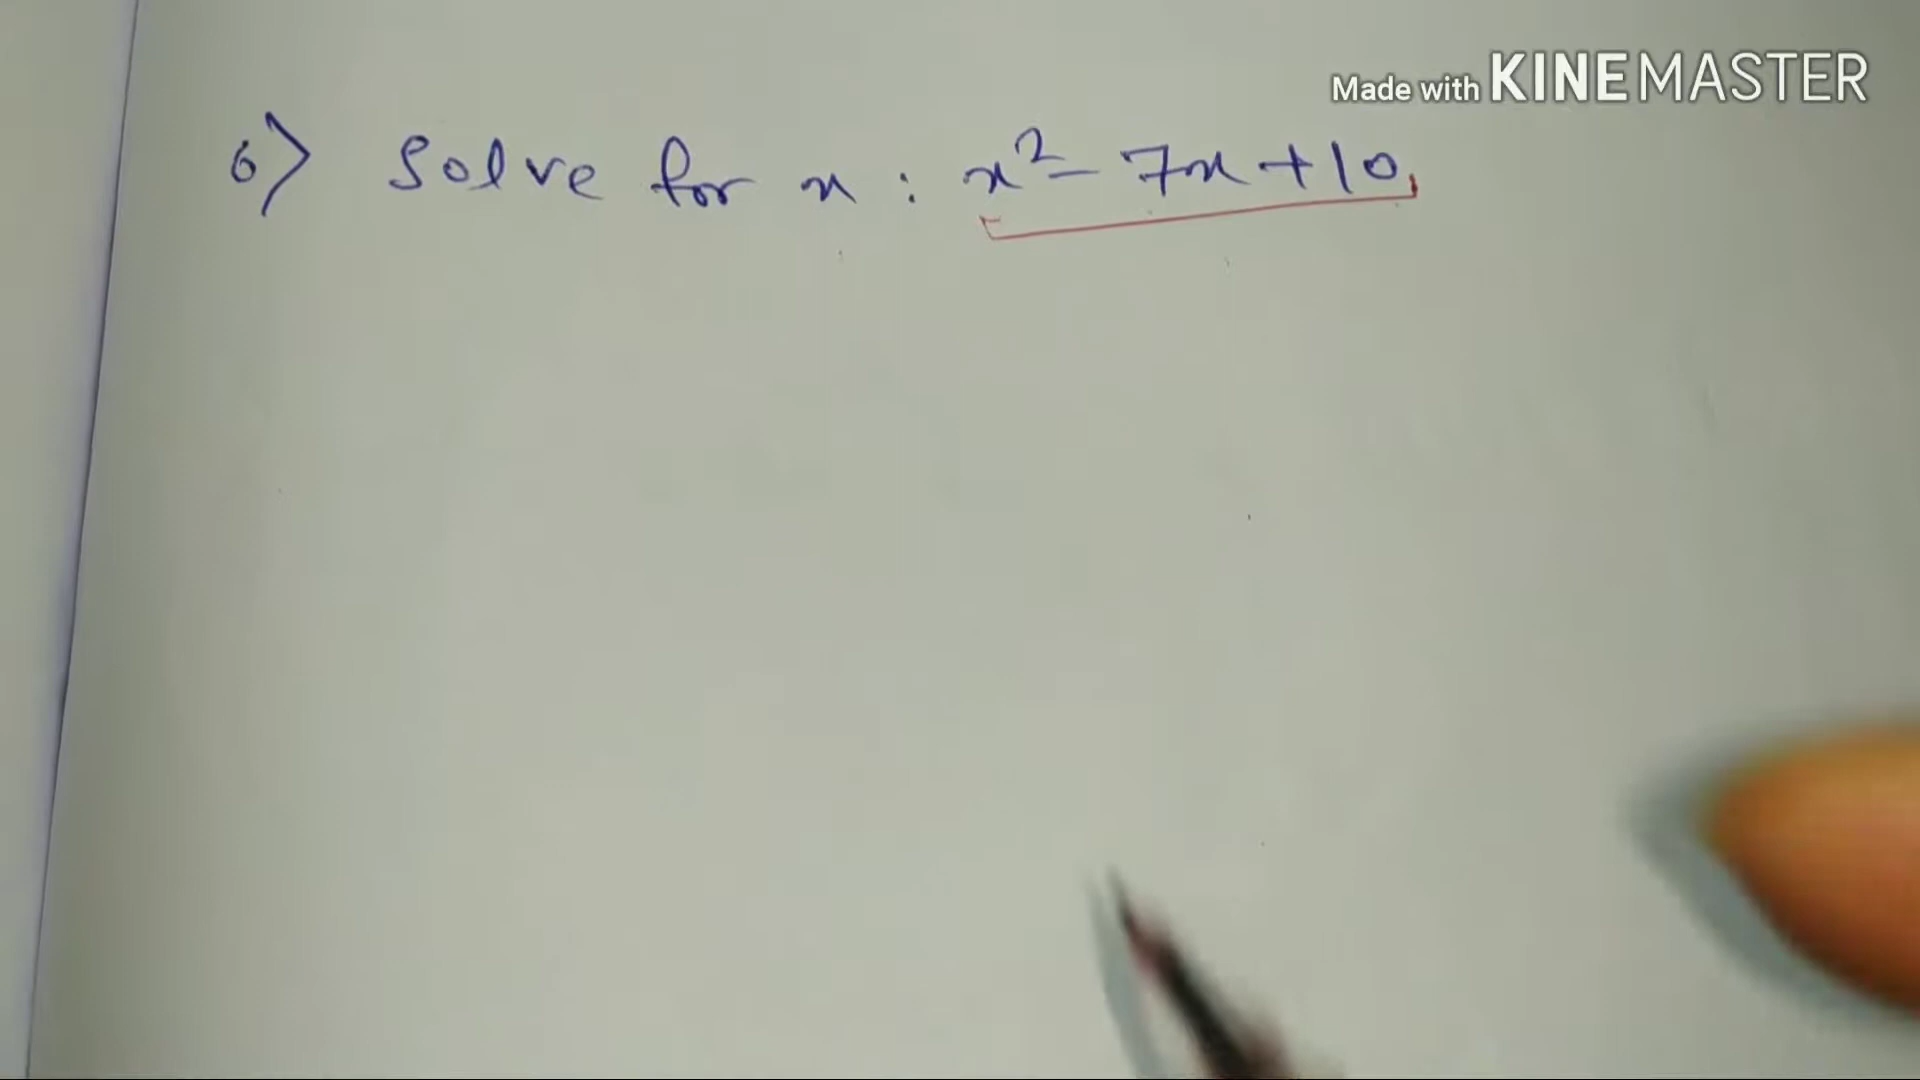 Made with KINEMASTER
6) Solve for x : x² - 7x + 10